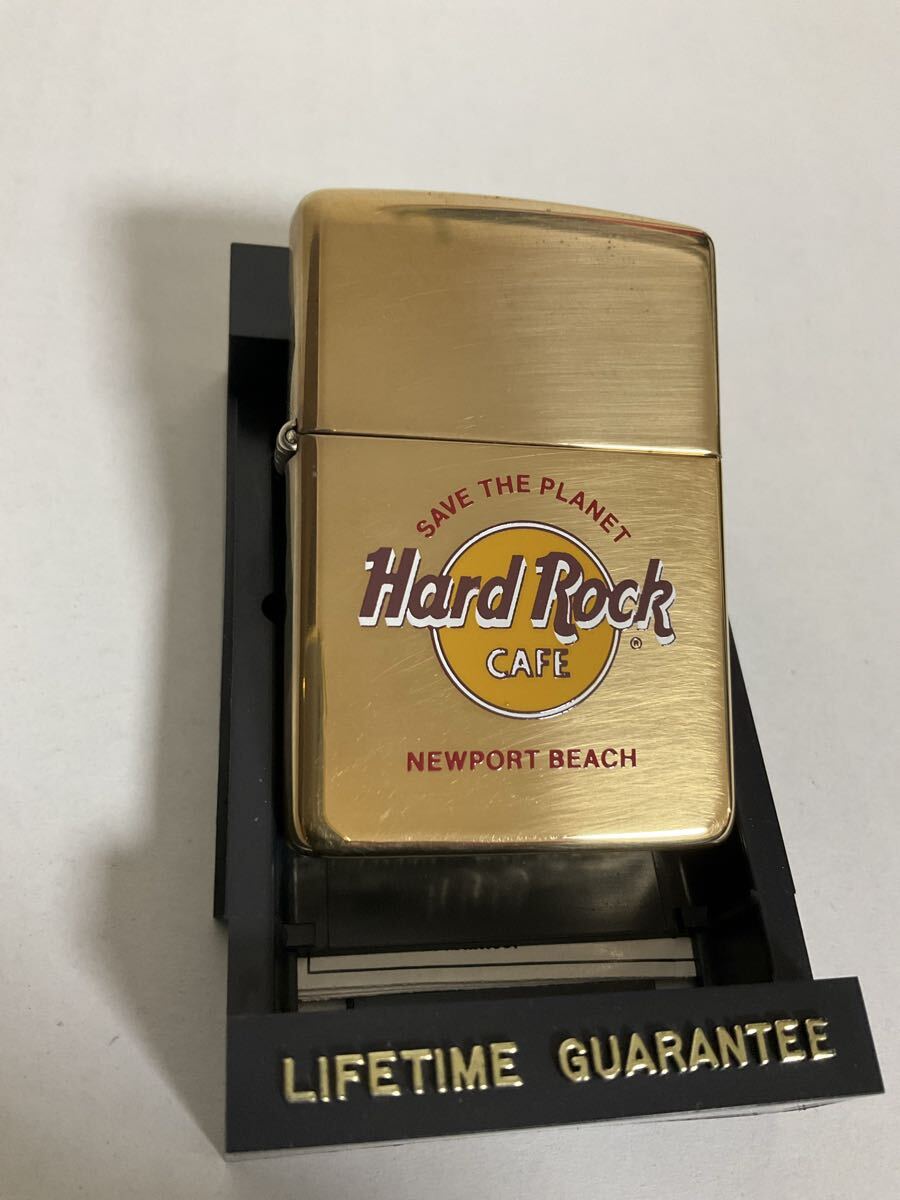 SAVE THE PLANET
Hard Rock
CAFE
®
NEWPORT BEACH
LIFETIME GUARANTEE